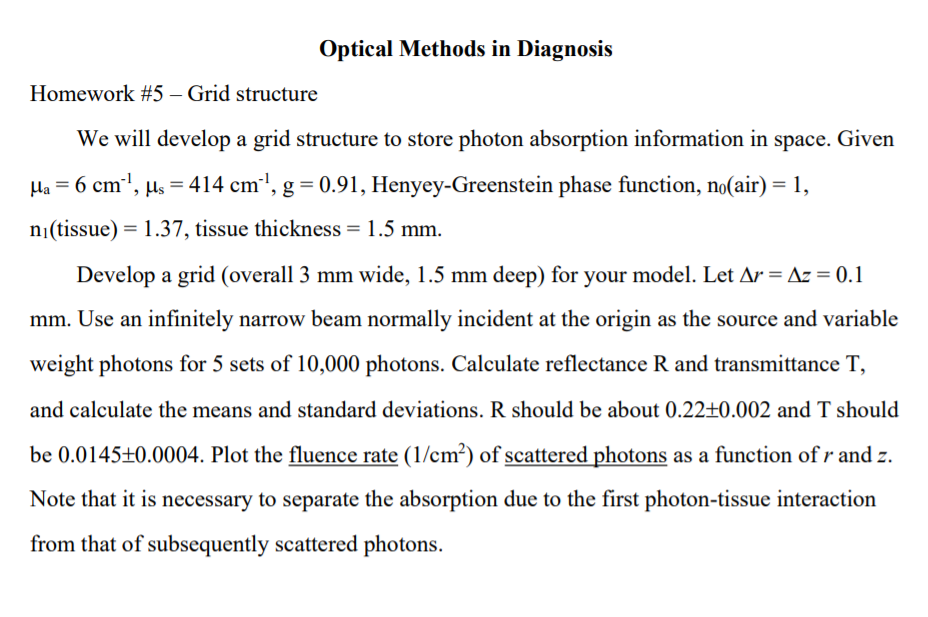 Optical Methods in Diagnosis
Homework #5 – Grid structure
We will develop a grid structure to store photon absorption information in space. Given
μa = 6 cm⁻¹, μs = 414 cm⁻¹, g = 0.91, Henyey-Greenstein phase function, n₀(air) = 1,
n₁(tissue) = 1.37, tissue thickness = 1.5 mm.
Develop a grid (overall 3 mm wide, 1.5 mm deep) for your model. Let Δr = Δz = 0.1
mm. Use an infinitely narrow beam normally incident at the origin as the source and variable
weight photons for 5 sets of 10,000 photons. Calculate reflectance R and transmittance T,
and calculate the means and standard deviations. R should be about 0.22±0.002 and T should
be 0.0145±0.0004. Plot the fluence rate (1/cm²) of scattered photons as a function of r and z.
Note that it is necessary to separate the absorption due to the first photon-tissue interaction
from that of subsequently scattered photons.